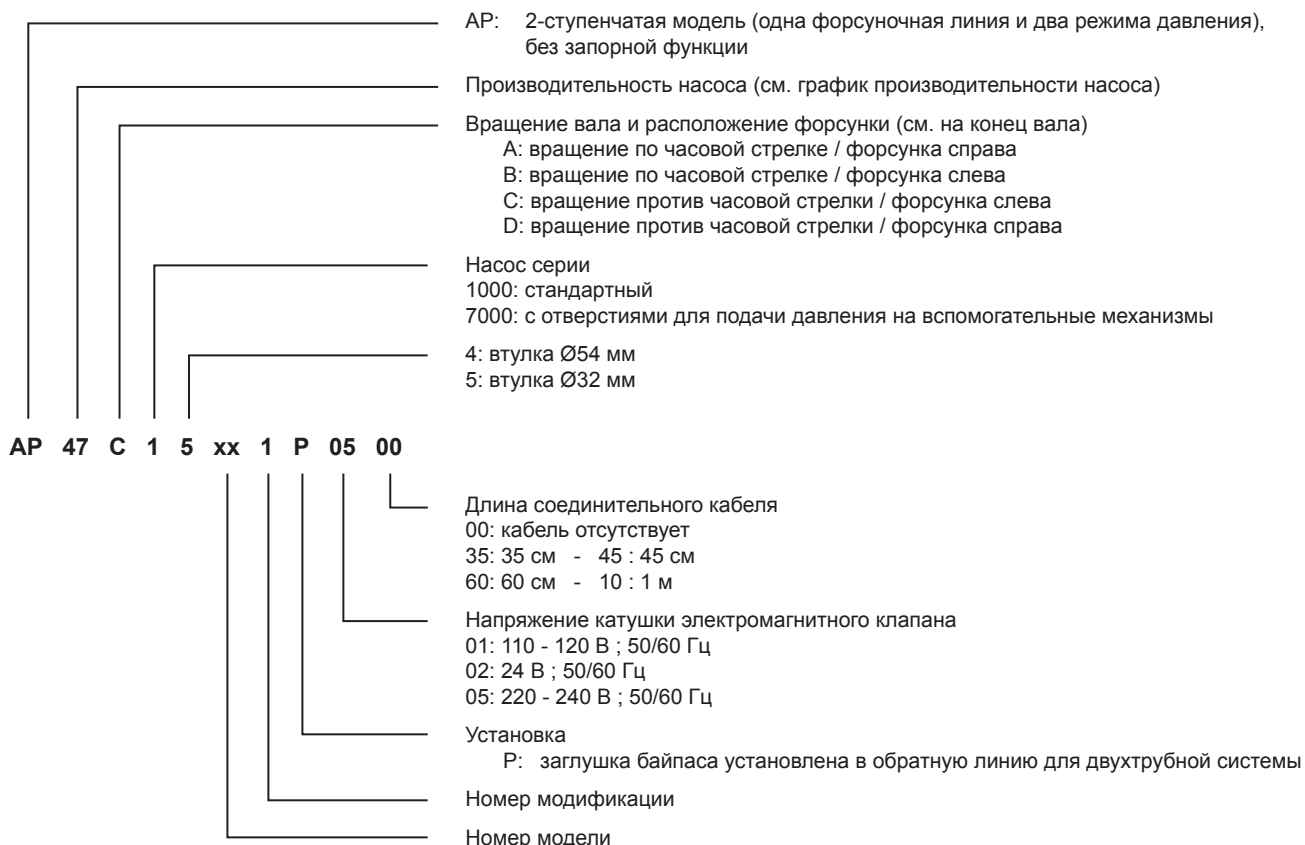 AP: 2-ступенчатая модель (одна форсуночная линия и два режима давления),
без запорной функции
Производительность насоса (см. график производительности насоса)
Вращение вала и расположение форсунки (см. на конец вала)
A: вращение по часовой стрелке / форсунка справа
B: вращение по часовой стрелке / форсунка слева
C: вращение против часовой стрелки / форсунка слева
D: вращение против часовой стрелки / форсунка справа
Насос серии
1000: стандартный
7000: с отверстиями для подачи давления на вспомогательные механизмы
4: втулка Ø54 мм
5: втулка Ø32 мм
AP 47 C 1 5 xx 1 P 05 00
Длина соединительного кабеля
00: кабель отсутствует
35: 35 см - 45 : 45 см
60: 60 см - 10 : 1 м
Напряжение катушки электромагнитного клапана
01: 110 - 120 В ; 50/60 Гц
02: 24 В ; 50/60 Гц
05: 220 - 240 В ; 50/60 Гц
Установка
P: заглушка байпаса установлена в обратную линию для двухтрубной системы
Номер модификации
Номер модели